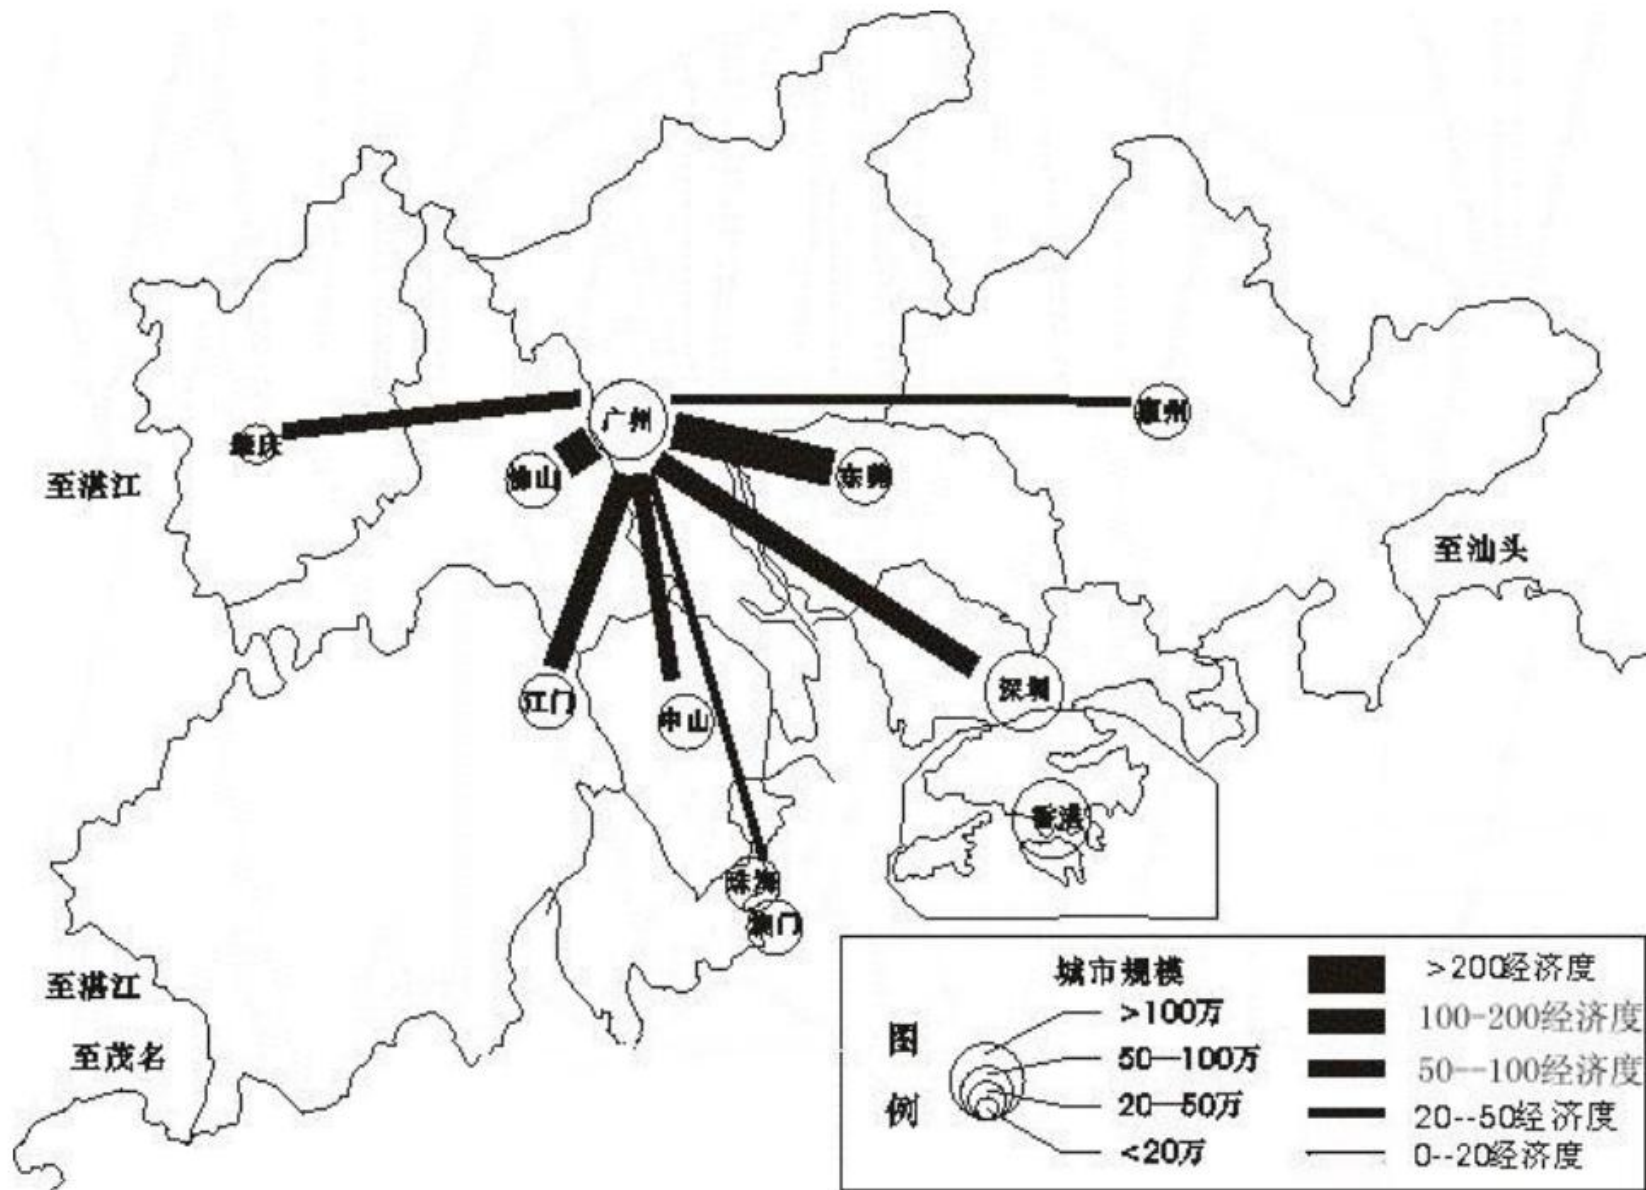 广州
惠州
肇庆
佛山
东莞
至湛江
至汕头
江门
中山
深圳
香港
珠海
澳门
至湛江
至茂名
图
例
城市规模
>100万
50—100万
20—50万
<20万
>200经济度
100-200经济度
50--100经济度
20--50经济度
0--20经济度